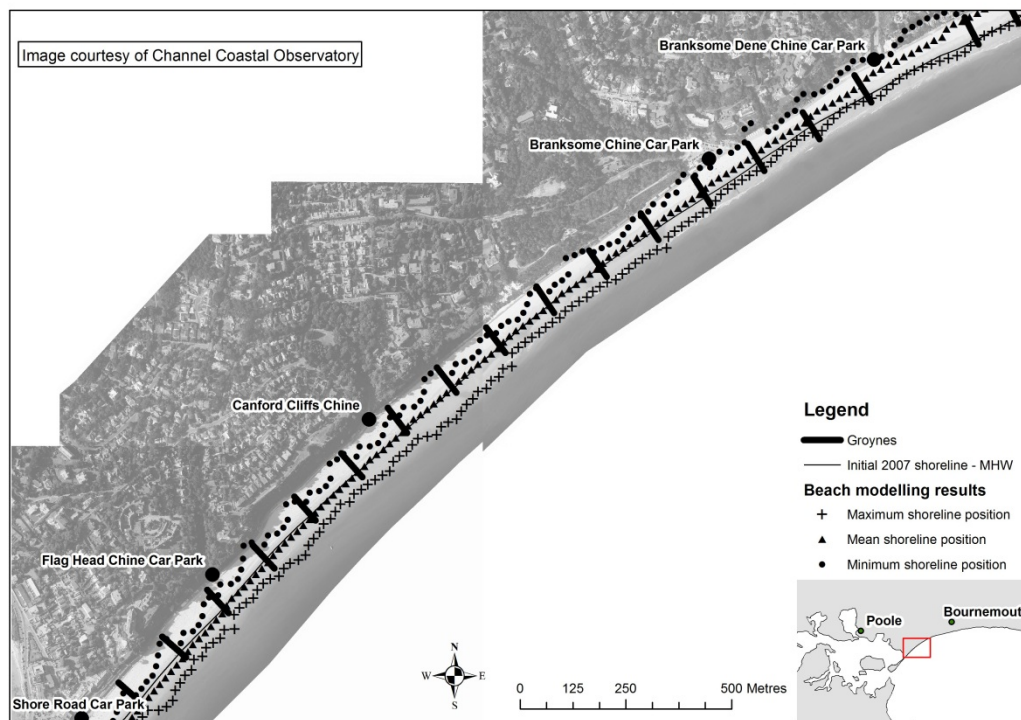 Image courtesy of Channel Coastal Observatory
Branksome Dene Chine Car Park
Branksome Chine Car Park
Canford Cliffs Chine
Flag Head Chine Car Park
Shore Road Car Park
Legend
Groynes
Initial 2007 shoreline - MHW
Beach modelling results
Maximum shoreline position
Mean shoreline position
Minimum shoreline position
N
W E
S
0 125 250 500 Metres
Poole
Bournemouth